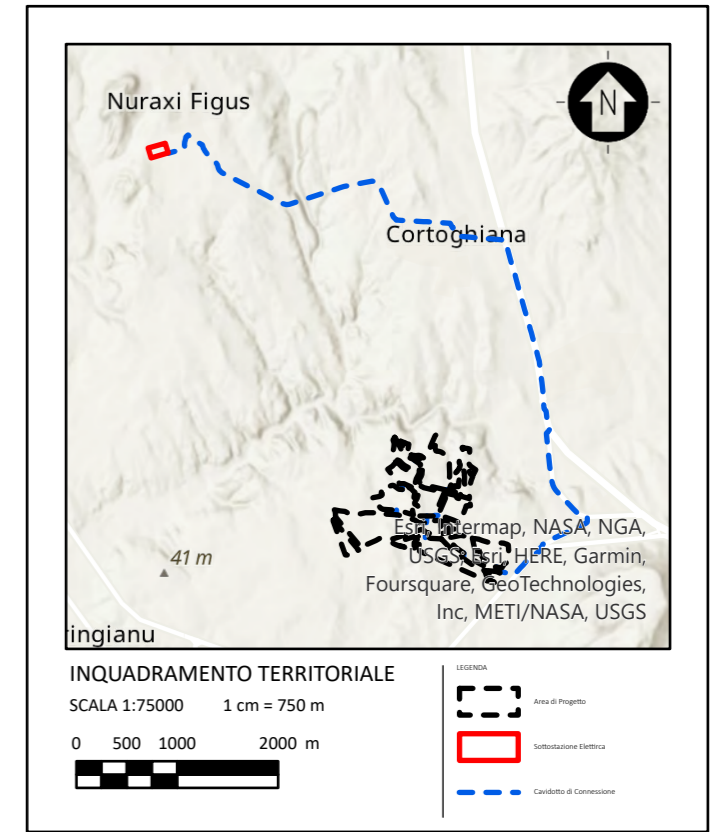 Nuraxi Figus
N
Cortoghiana
Esri, Intermap, NASA, NGA,
USGS; Esri, HERE, Garmin,
Foursquare, GeoTechnologies,
Inc, METI/NASA, USGS
41 m
ringianu
INQUADRAMENTO TERRITORIALE
SCALA 1:75000 1 cm = 750 m
0 500 1000 2000 m
LEGENDA
Area di Progetto
Sottostazione Elettirca
Cavidotto di Connessione